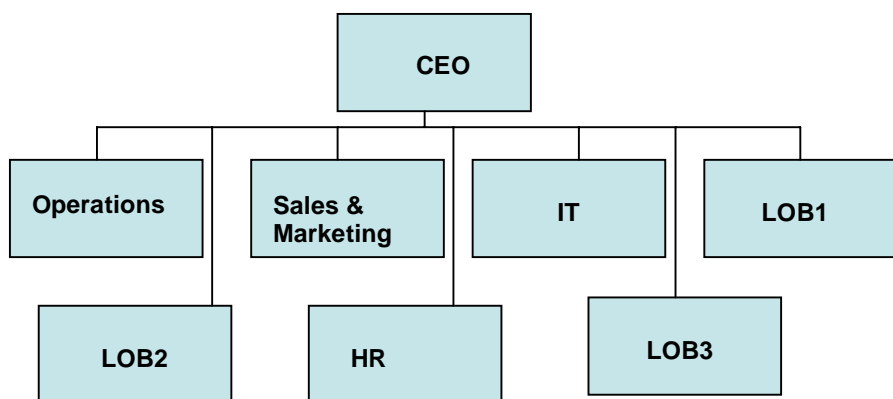 CEO
Operations
Sales &
Marketing
IT
LOB1
LOB2
HR
LOB3